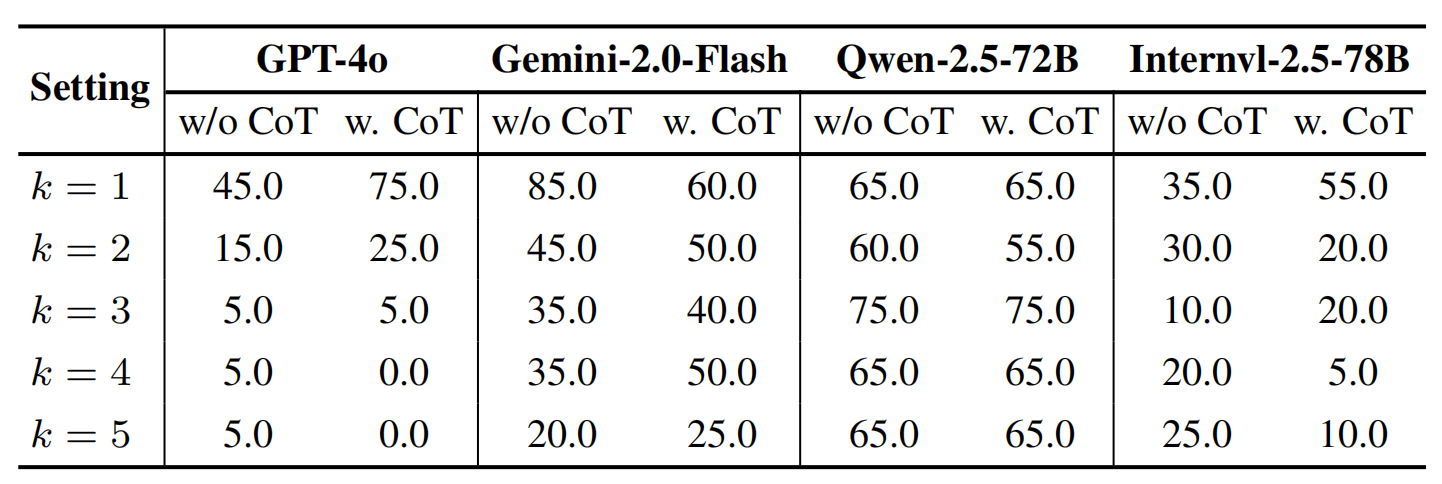 Setting GPT-4o Gemini-2.0-Flash Qwen-2.5-72B Internvl-2.5-78B
w/o CoT w. CoT w/o CoT w. CoT w/o CoT w. CoT w/o CoT w. CoT
k = 1 45.0 75.0 85.0 60.0 65.0 65.0 35.0 55.0
k = 2 15.0 25.0 45.0 50.0 60.0 55.0 30.0 20.0
k = 3 5.0 5.0 35.0 40.0 75.0 75.0 10.0 20.0
k = 4 5.0 0.0 35.0 50.0 65.0 65.0 20.0 5.0
k = 5 5.0 0.0 20.0 25.0 65.0 65.0 25.0 10.0